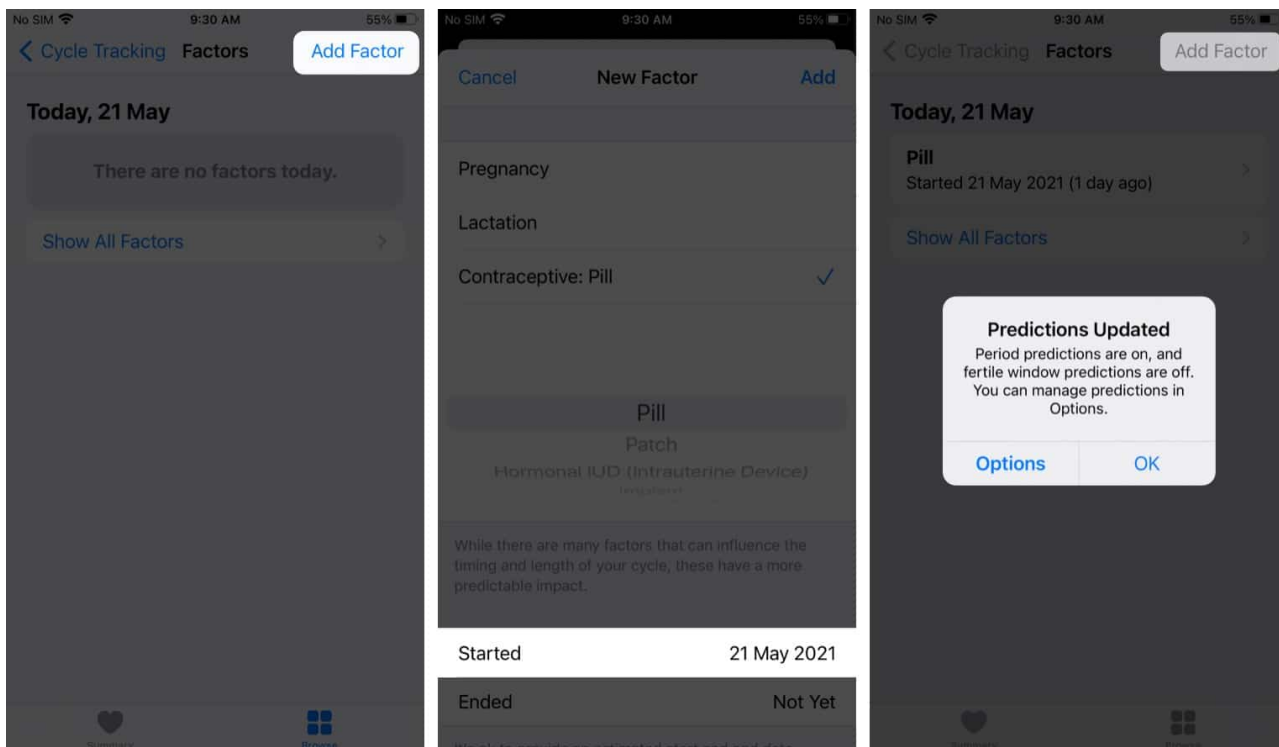 No SIM 9:30 AM 55%
Cycle Tracking Factors Add Factor
Today, 21 May
There are no factors today.
Show All Factors
Summary Browse
No SIM 9:30 AM 55%
Cancel New Factor Add
Pregnancy
Lactation
Contraceptive: Pill
Pill
Patch
Hormonal IUD (Intrauterine Device)
While there are many factors that can influence the
timing and length of your cycle, these have a more
predictable impact.
Started 21 May 2021
Ended Not Yet
No SIM 9:30 AM 55%
Cycle Tracking Factors Add Factor
Today, 21 May
Pill
Started 21 May 2021 (1 day ago)
Show All Factors
Predictions Updated
Period predictions are on, and
fertile window predictions are off.
You can manage predictions in
Options.
Options OK
Summary Browse